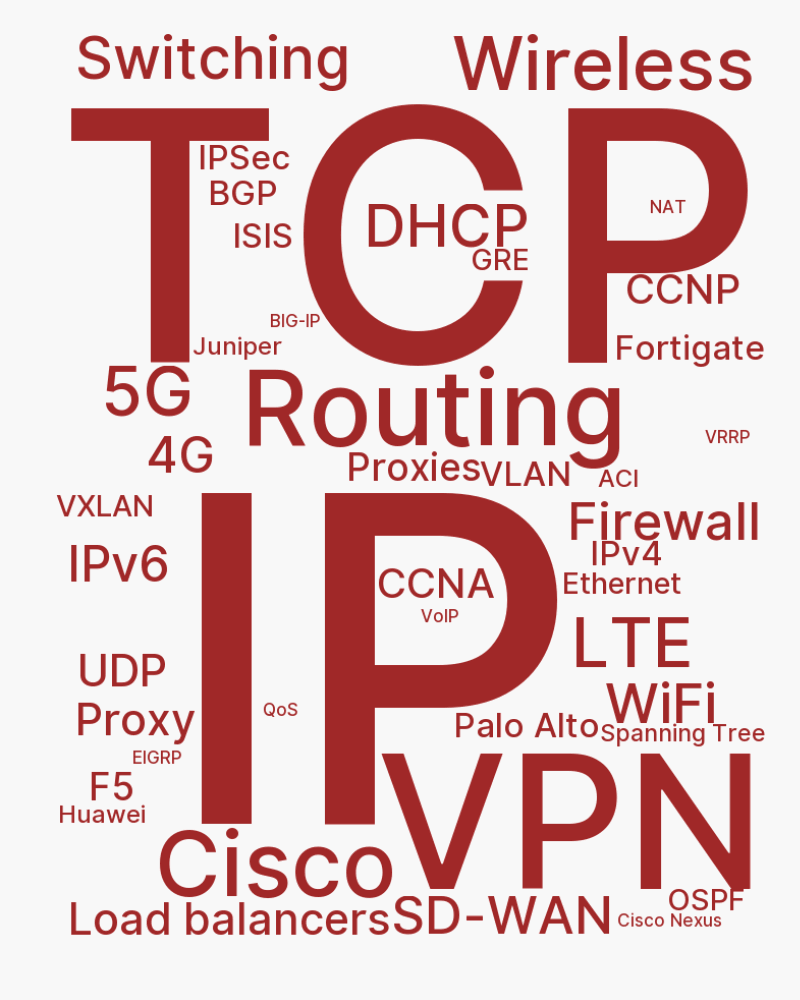 Switching
Wireless
TCP
IPSec
BGP
ISIS
DHCP
GRE
NAT
CCNP
BIG-IP
Juniper
Fortigate
5G
Routing
4G
VRRP
Proxies
VLAN
ACI
VXLAN
IP
Firewall
IPv4
IPv6
CCNA
Ethernet
VoIP
LTE
UDP
WiFi
Proxy
QoS
Palo Alto
Spanning Tree
EIGRP
VPN
F5
Huawei
Cisco
OSPF
Load balancers
SD-WAN
Cisco Nexus